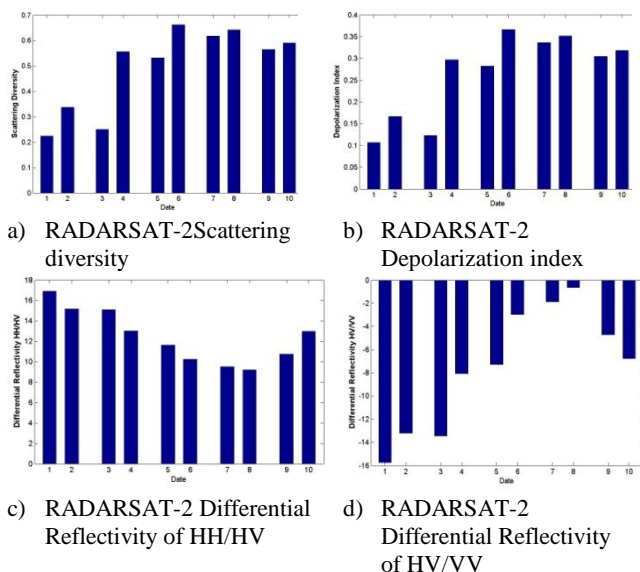 0.7
0.6
0.5
0.4
0.3
0.2
0.1
0
Scattering Diversity
1 2 3 4 5 6 7 8 9 10
Date
0.4
0.35
0.3
0.25
0.2
0.15
0.1
0.05
0
Depolarization Index
1 2 3 4 5 6 7 8 9 10
Date
a) RADARSAT-2Scattering
diversity
b) RADARSAT-2
Depolarization index
18
16
14
12
10
8
6
4
2
0
Differential Reflectivity HH/HV
1 2 3 4 5 6 7 8 9 10
Date
0
-2
-4
-6
-8
-10
-12
-14
-16
Differential Reflectivity HV/VV
1 2 3 4 5 6 7 8 9 10
Date
c) RADARSAT-2 Differential
Reflectivity of HH/HV
d) RADARSAT-2
Differential Reflectivity
of HV/VV